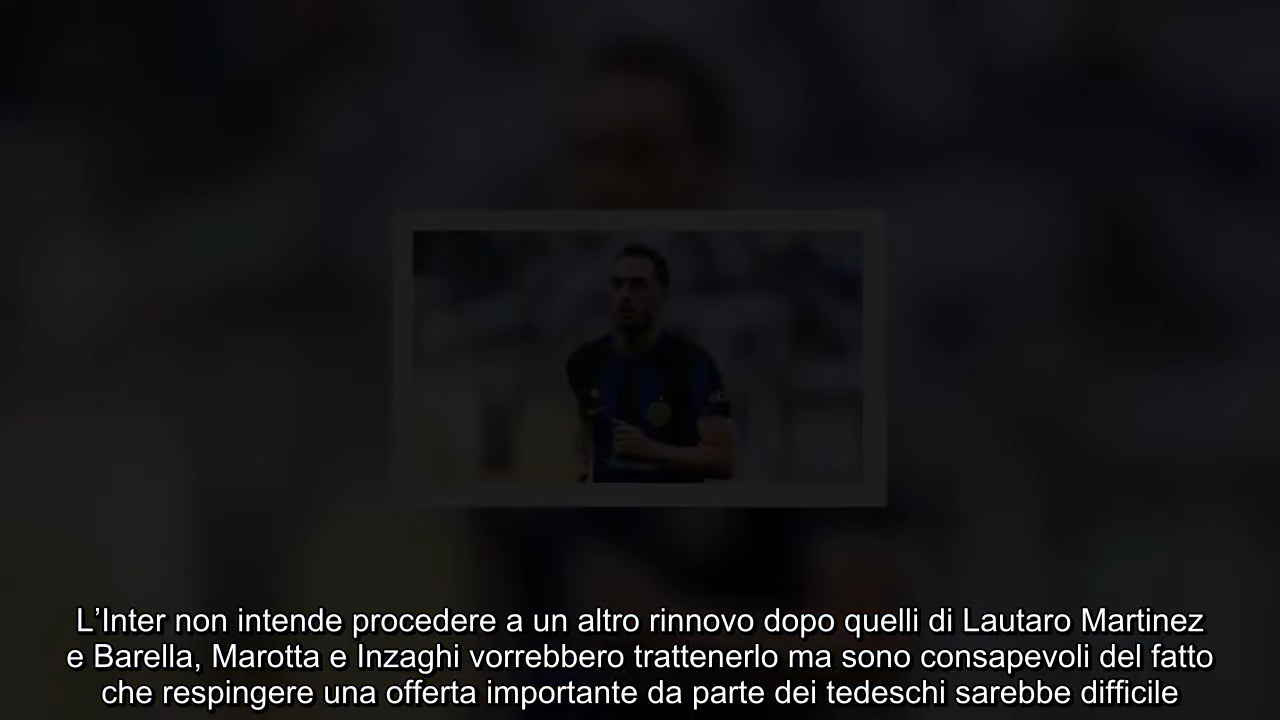 L’Inter non intende procedere a un altro rinnovo dopo quelli di Lautaro Martinez
e Barella, Marotta e Inzaghi vorrebbero trattenerlo ma sono consapevoli del fatto
che respingere una offerta importante da parte dei tedeschi sarebbe difficile